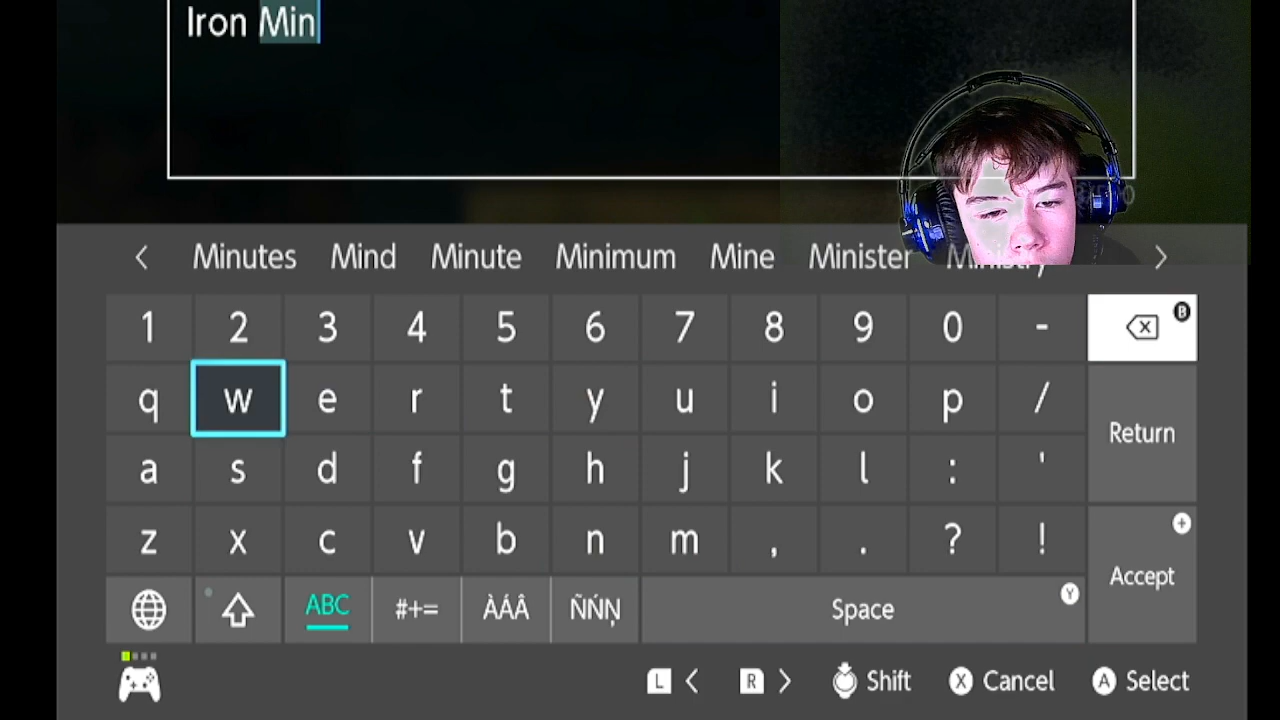 Iron Min
< Minutes Mind Minute Minimum Mine Minister Ministry >
1 2 3 4 5 6 7 8 9 0 - B
q w e r t y u i o p / Return
a s d f g h j k l : '
z x c v b n m , . ? ! + Accept
ABC #+= ÀÁÂ ÑŃŅ Space Y
L < R > Shift X Cancel A Select